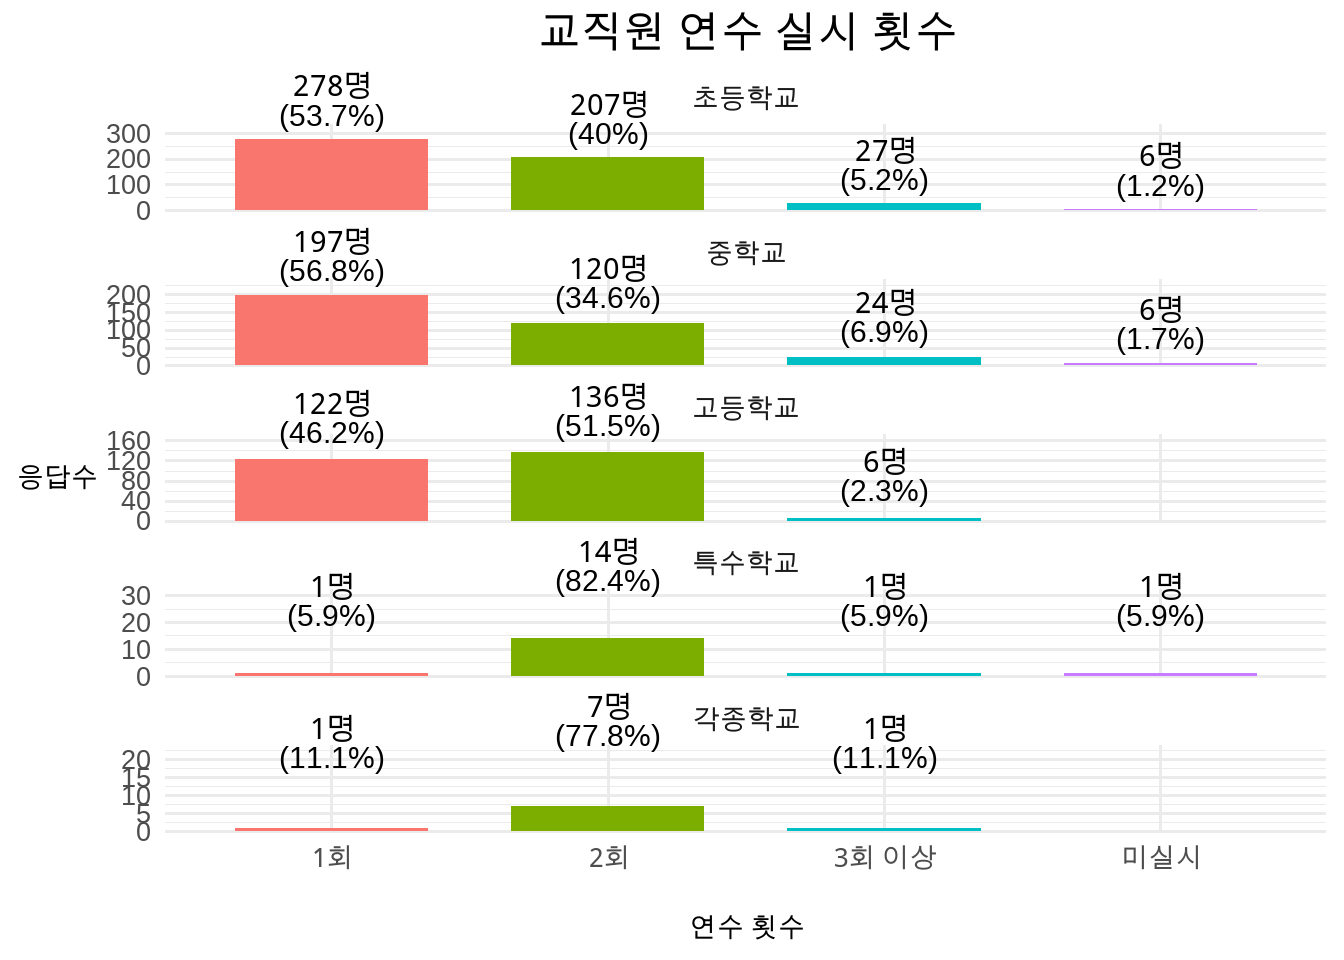 교직원 연수 실시 횟수
초등학교
278명
(53.7%)
207명
(40%)
27명
(5.2%)
6명
(1.2%)
300
200
100
0
중학교
197명
(56.8%)
120명
(34.6%)
24명
(6.9%)
6명
(1.7%)
200
150
100
50
0
고등학교
122명
(46.2%)
136명
(51.5%)
6명
(2.3%)
160
120
80
40
0
응답수
특수학교
1명
(5.9%)
14명
(82.4%)
1명
(5.9%)
1명
(5.9%)
30
20
10
0
각종학교
1명
(11.1%)
7명
(77.8%)
1명
(11.1%)
20
15
10
5
0
1회
2회
3회 이상
미실시
연수 횟수